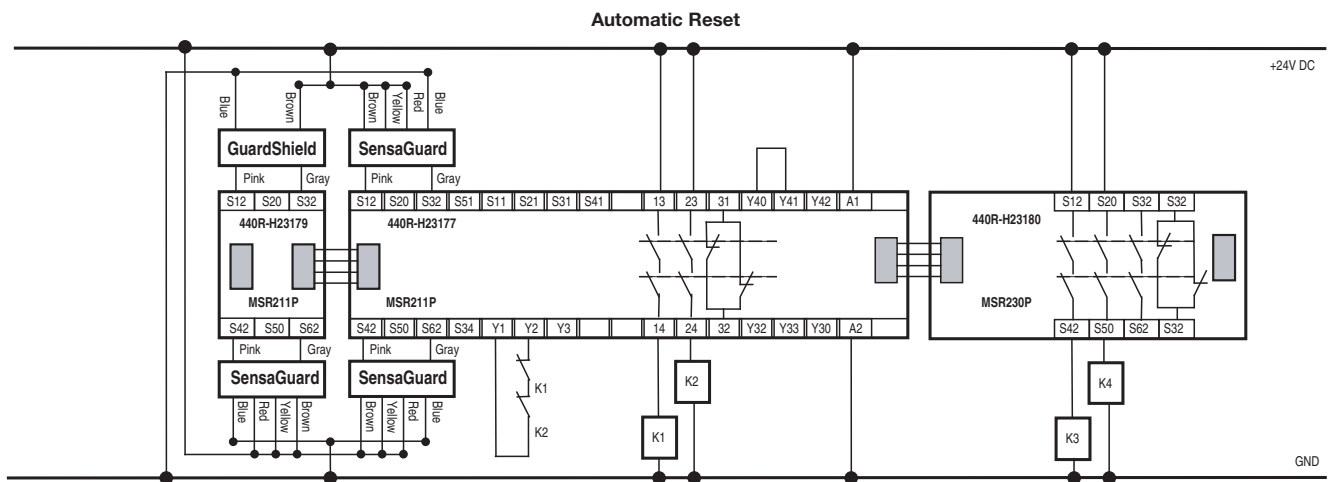 Automatic Reset
+24V DC
Blue
Brown
Brown
Yellow
Red
Blue
GuardShield
SensaGuard
Pink
Gray
Pink
Gray
S12 S20 S32
S12 S20 S32 S51 S11 S21 S31 S41 13 23 31 Y40 Y41 Y42 A1
S12 S20 S32 S32
440R-H23179
440R-H23177
440R-H23180
MSR211P
MSR211P
MSR230P
S42 S50 S62
S42 S50 S62 S34 Y1 Y2 Y3 14 24 32 Y32 Y33 Y30 A2
S42 S50 S62 S32
Pink
Gray
Pink
Gray
SensaGuard
SensaGuard
K1
K2
K2
K4
K1
K3
Blue
Red
Yellow
Brown
Brown
Yellow
Red
Blue
GND